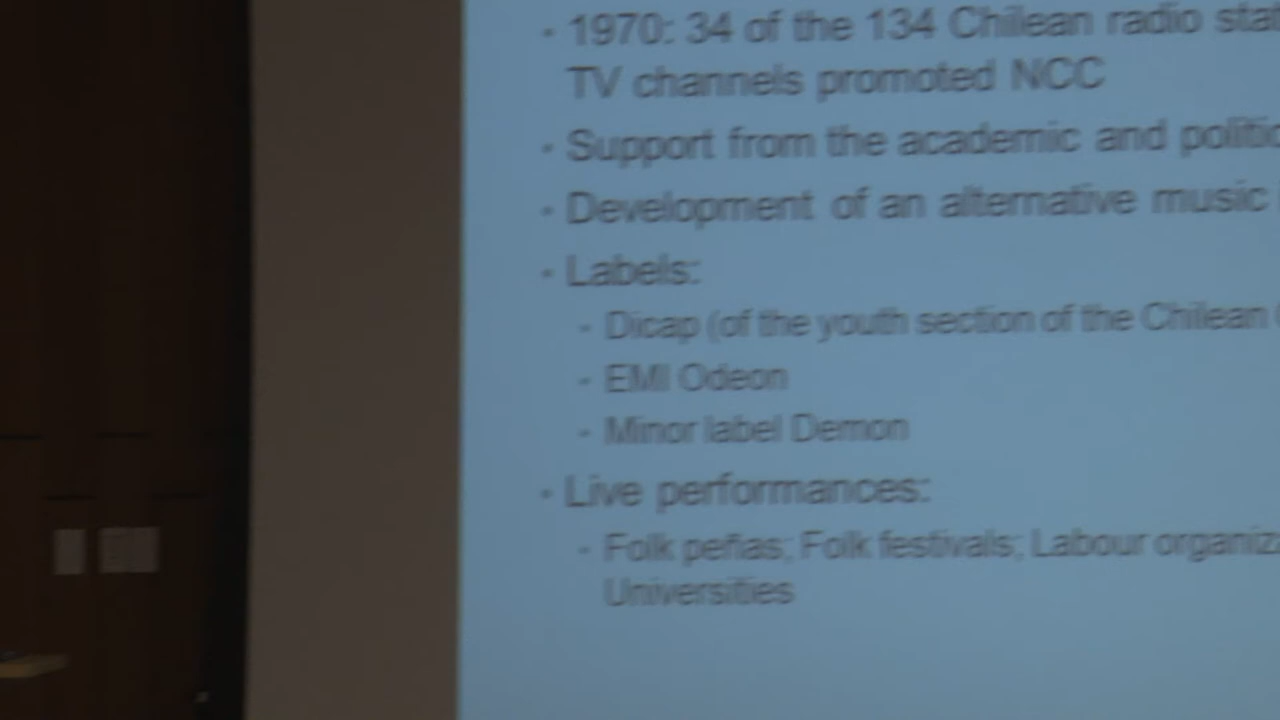 • 1970: 34 of the 134 Chilean radio
TV channels promoted NCC
• Support from the academic and
• Development of an alternative music
• Labels:
- Dicap (of the youth section of the Chilean
- EMI Odeon
- Minor label Demon
• Live performances:
- Folk peñas; Folk festivals; Labour
Universities